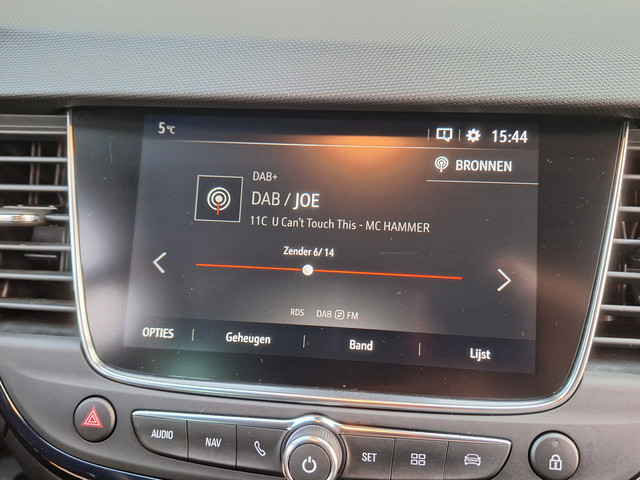 5°C 15:44
BRONNEN
DAB+
DAB / JOE
11C U Can't Touch This - MC HAMMER
Zender 6/14
RDS DAB FM
OPTIES Geheugen Band Lijst
AUDIO NAV SET